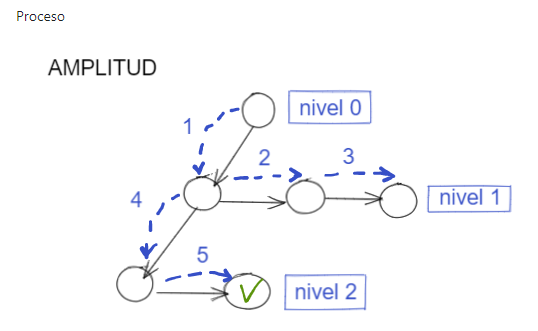 Proceso
AMPLITUD
nivel 0
1
2
3
4
nivel 1
5
nivel 2